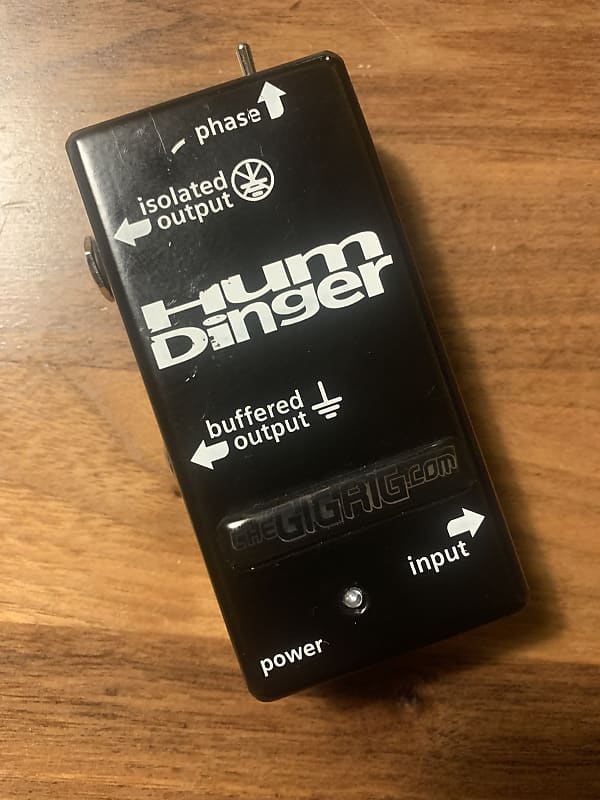 phase
isolated
output
Hum
Dinger
buffered
output
theGIGRIG.com
input
power